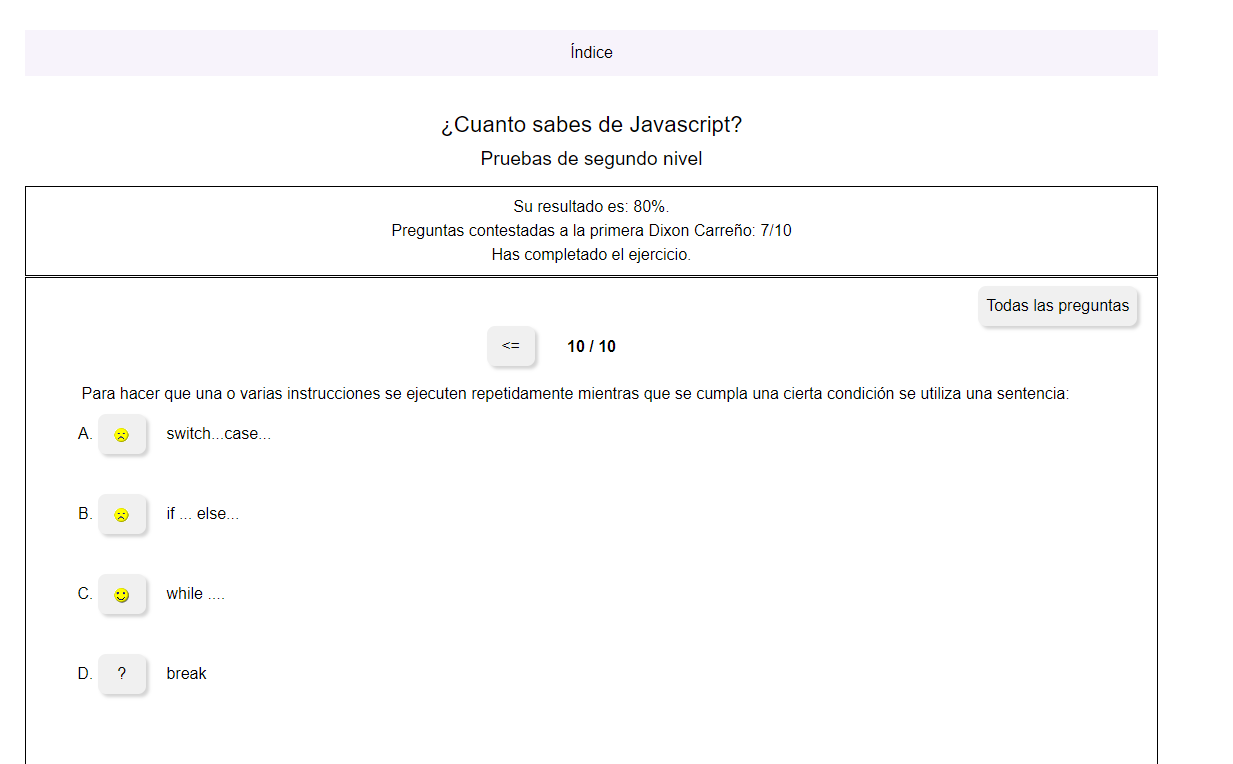 Índice
¿Cuanto sabes de Javascript?
Pruebas de segundo nivel
Su resultado es: 80%.
Preguntas contestadas a la primera Dixon Carreño: 7/10
Has completado el ejercicio.
Todas las preguntas
<= 10 / 10
Para hacer que una o varias instrucciones se ejecuten repetidamente mientras que se cumpla una cierta condición se utiliza una sentencia:
A. switch...case...
B. if ... else...
C. while ....
D. ? break